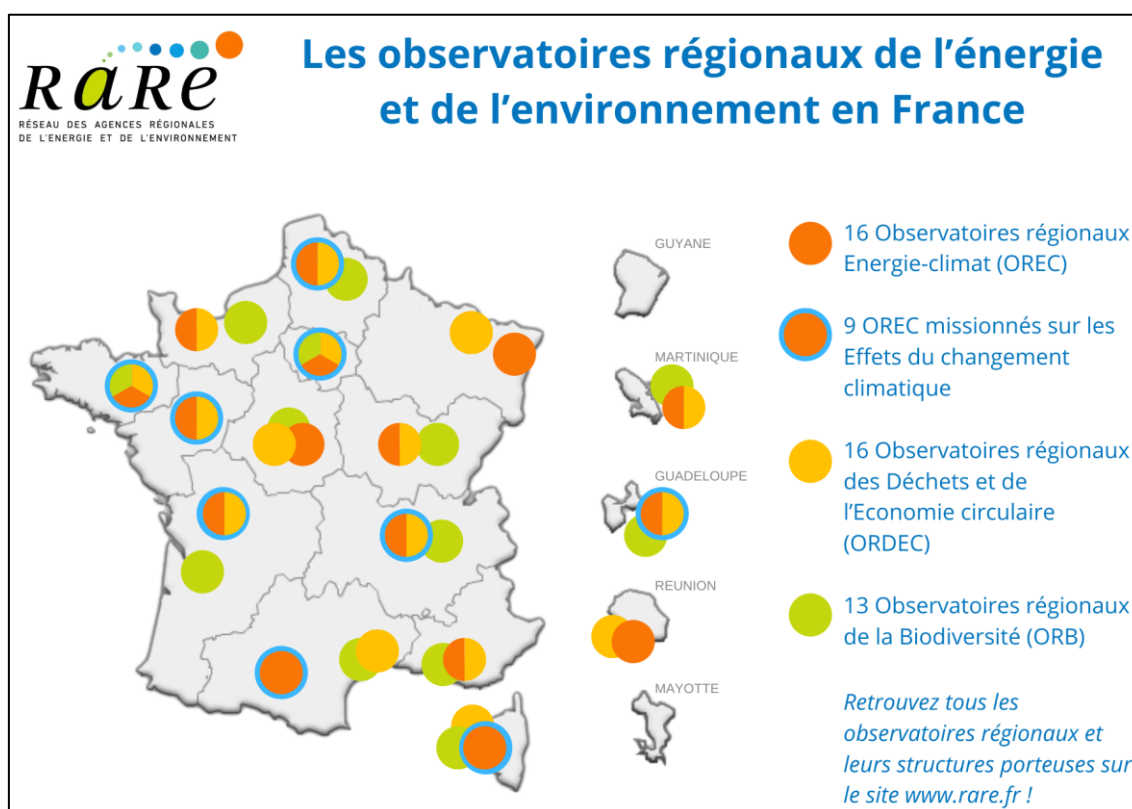 RaRe
RÉSEAU DES AGENCES RÉGIONALES
DE L'ENERGIE ET DE L'ENVIRONNEMENT
Les observatoires régionaux de l'énergie
et de l'environnement en France
GUYANE
MARTINIQUE
GUADELOUPE
REUNION
MAYOTTE
16 Observatoires régionaux
Energie-climat (OREC)
9 OREC missionnés sur les
Effets du changement
climatique
16 Observatoires régionaux
des Déchets et de
l'Economie circulaire
(ORDEC)
13 Observatoires régionaux
de la Biodiversité (ORB)
Retrouvez tous les
observatoires régionaux et
leurs structures porteuses sur
le site www.rare.fr !